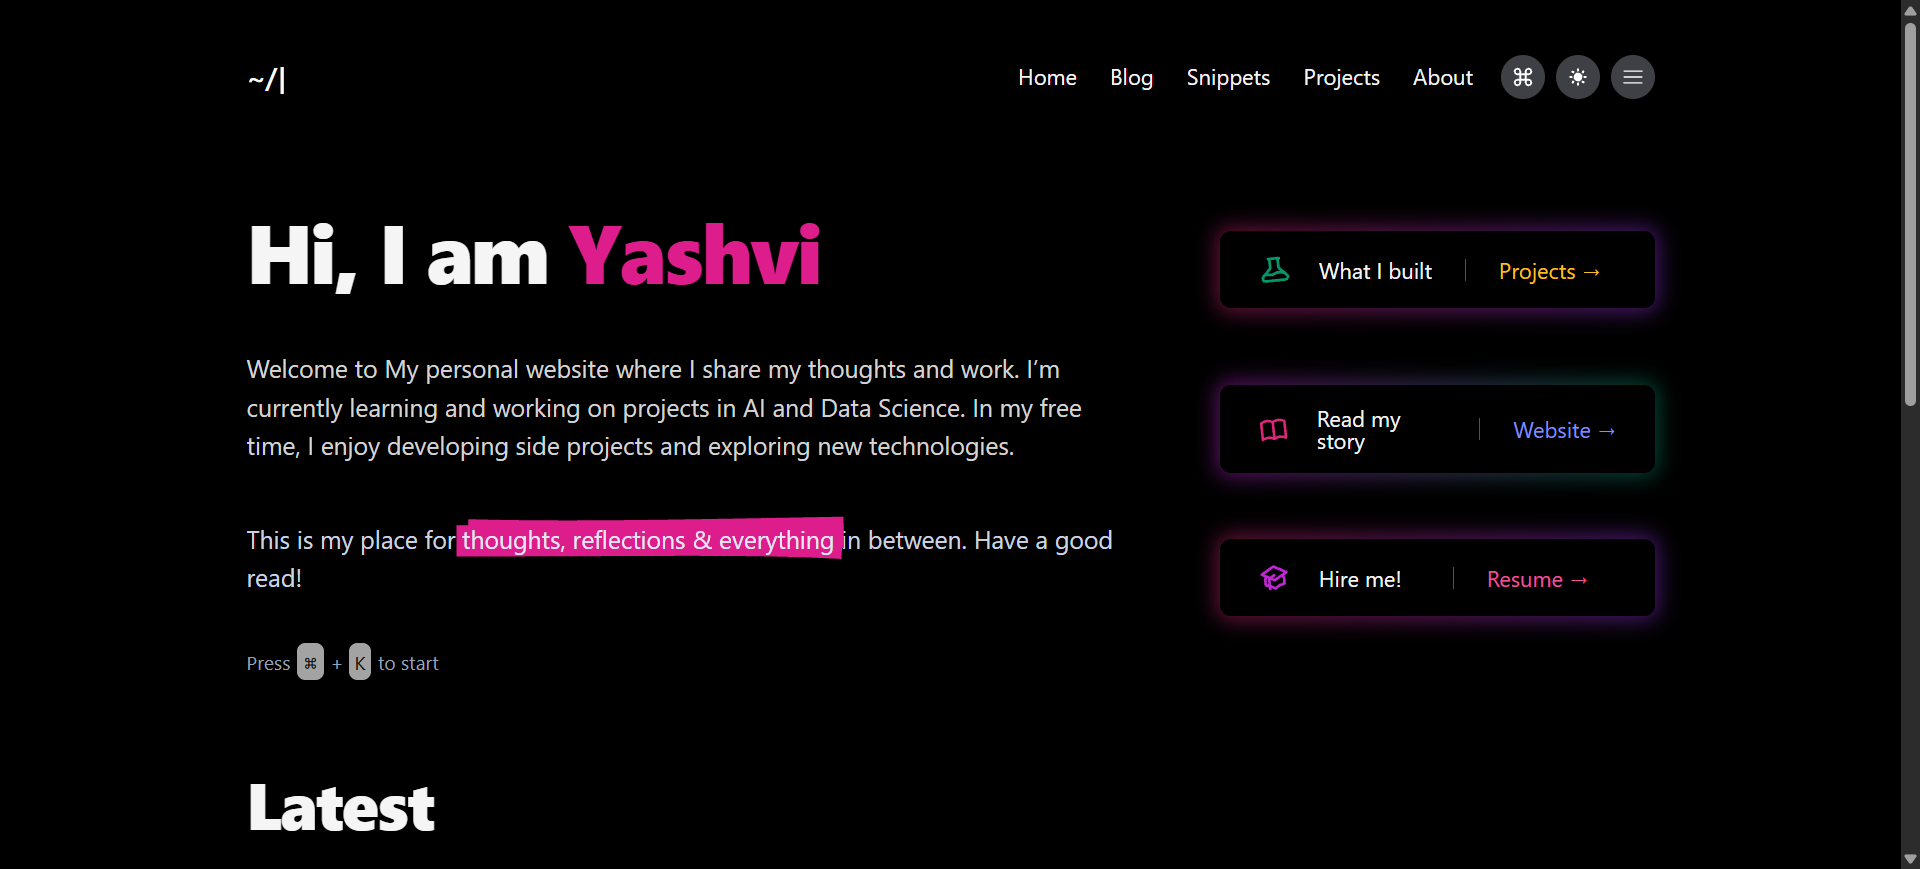 ~/|
Home Blog Snippets Projects About ⌘
Hi, I am Yashvi
Welcome to My personal website where I share my thoughts and work. I’m
currently learning and working on projects in AI and Data Science. In my free
time, I enjoy developing side projects and exploring new technologies.
This is my place for thoughts, reflections & everything in between. Have a good
read!
Press ⌘ + K to start
What I built Projects →
Read my
story
Website →
Hire me! Resume →
Latest